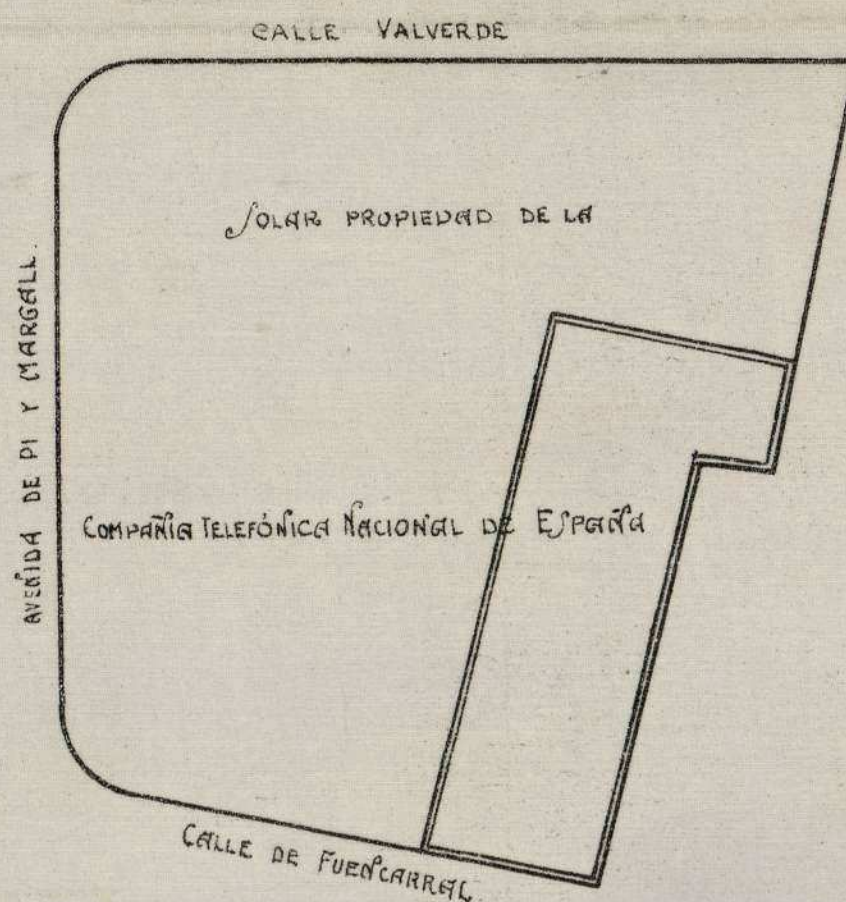 CALLE VALVERDE
SOLAR PROPIEDAD DE LA
AVENIDA DE PI Y MARGALL.
COMPAÑIA TELEFÓNICA NACIONAL DE ESPAÑA
CALLE DE FUENCARRAL.